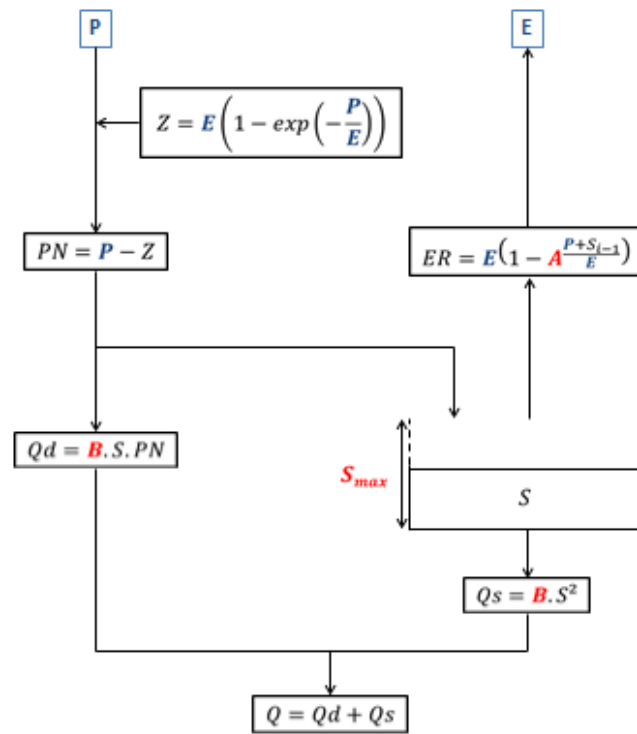 P
E
Z = E(1 − exp(−P/E))
PN = P − Z
ER = E(1 − A^((P+S_{i−1})/E))
Qd = B.S.PN
S_max
S
Qs = B.S²
Q = Qd + Qs